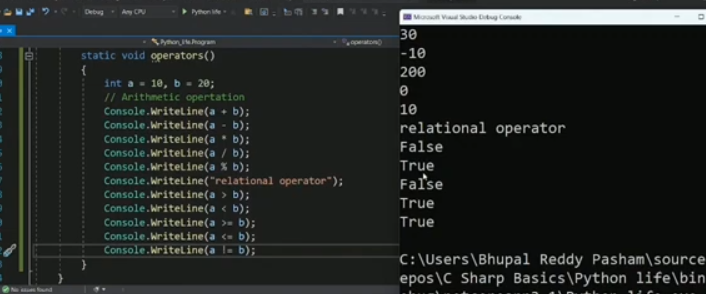 Debug
Any CPU
Python life
Python_life.Program
operators()
static void operators()
{
int a = 10, b = 20;
// Arithmetic opertation
Console.WriteLine(a + b);
Console.WriteLine(a - b);
Console.WriteLine(a * b);
Console.WriteLine(a / b);
Console.WriteLine(a % b);
Console.WriteLine("relational operator");
Console.WriteLine(a > b);
Console.WriteLine(a < b);
Console.WriteLine(a >= b);
Console.WriteLine(a <= b);
Console.WriteLine(a != b);
}
}
No issues found
Microsoft Visual Studio Debug Console
30
-10
200
0
10
relational operator
False
True
False
True
True
C:\Users\Bhupal Reddy Pasham\source
epos\C Sharp Basics\Python life\bin